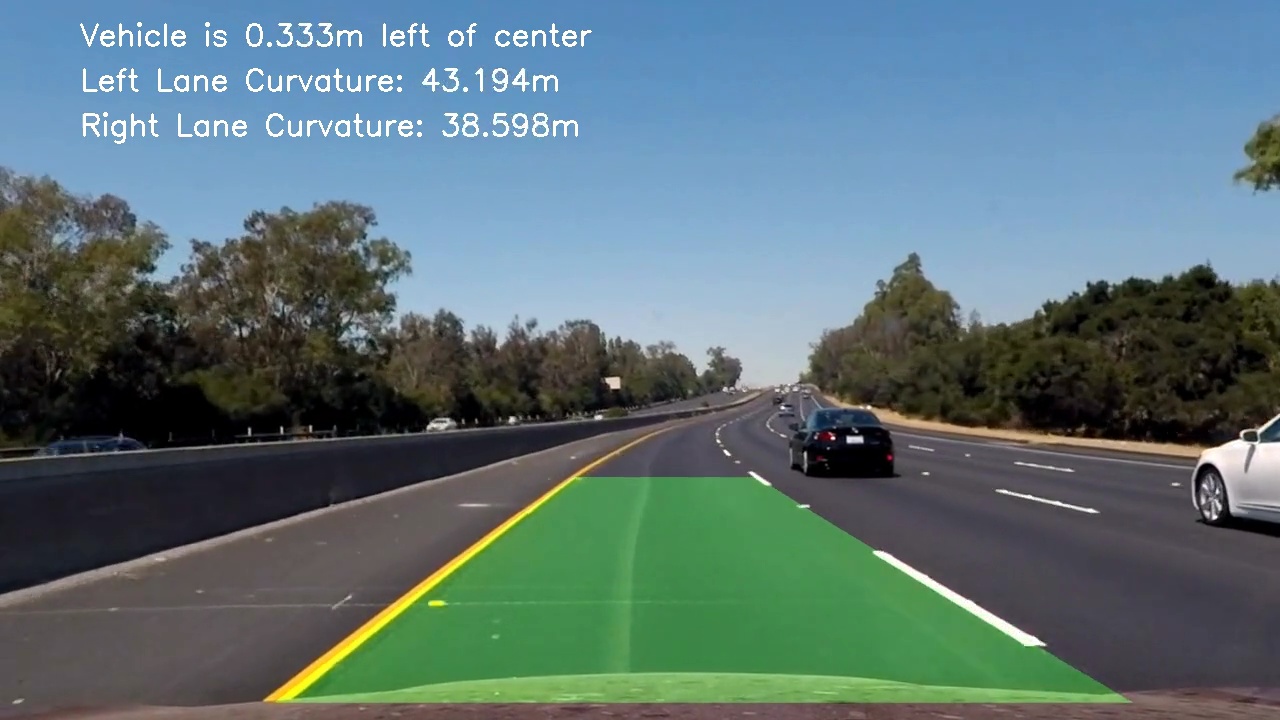 Vehicle is 0.333m left of center
Left Lane Curvature: 43.194m
Right Lane Curvature: 38.598m